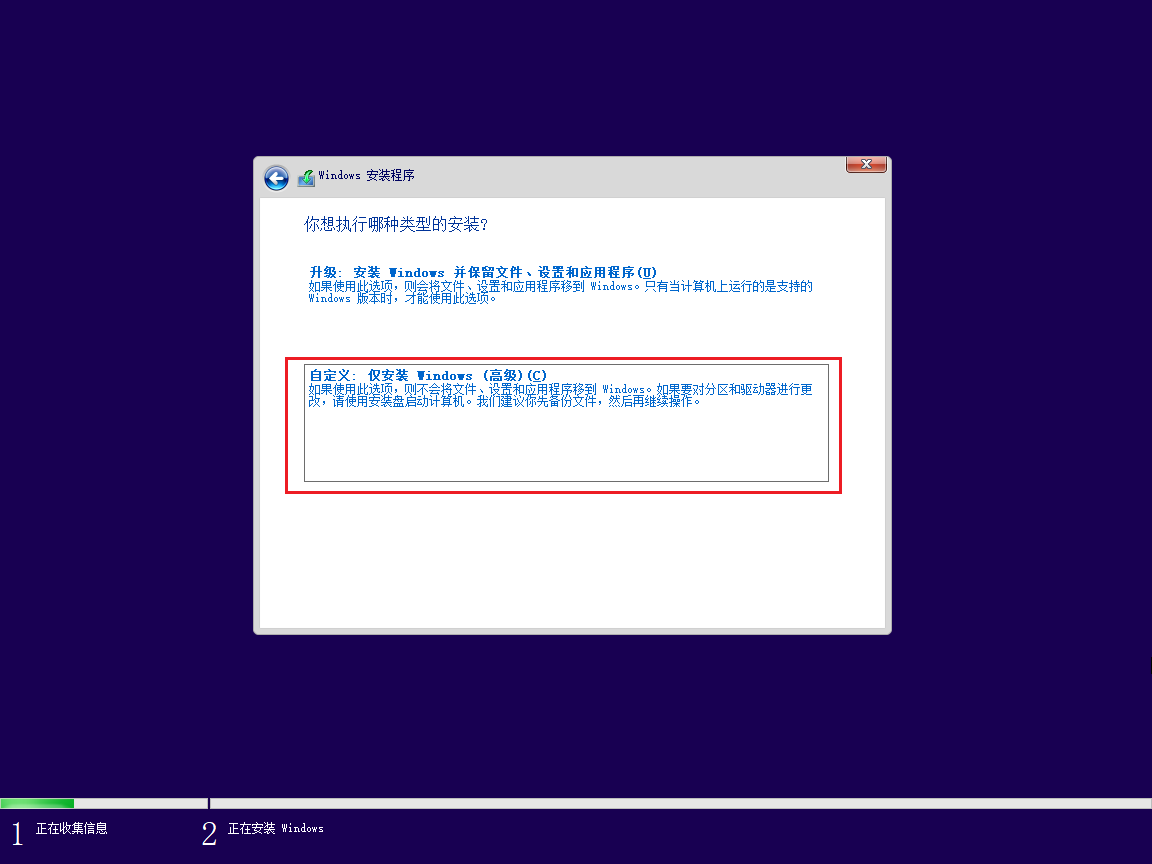 Windows 安装程序
你想执行哪种类型的安装?
升级: 安装 Windows 并保留文件、设置和应用程序(U)
如果使用此选项，则会将文件、设置和应用程序移到 Windows。只有当计算机上运行的是支持的
Windows 版本时，才能使用此选项。
自定义: 仅安装 Windows (高级)(C)
如果使用此选项，则不会将文件、设置和应用程序移到 Windows。如果要对分区和驱动器进行更
改，请使用安装盘启动计算机。我们建议你先备份文件，然后再继续操作。
1 正在收集信息
2 正在安装 Windows